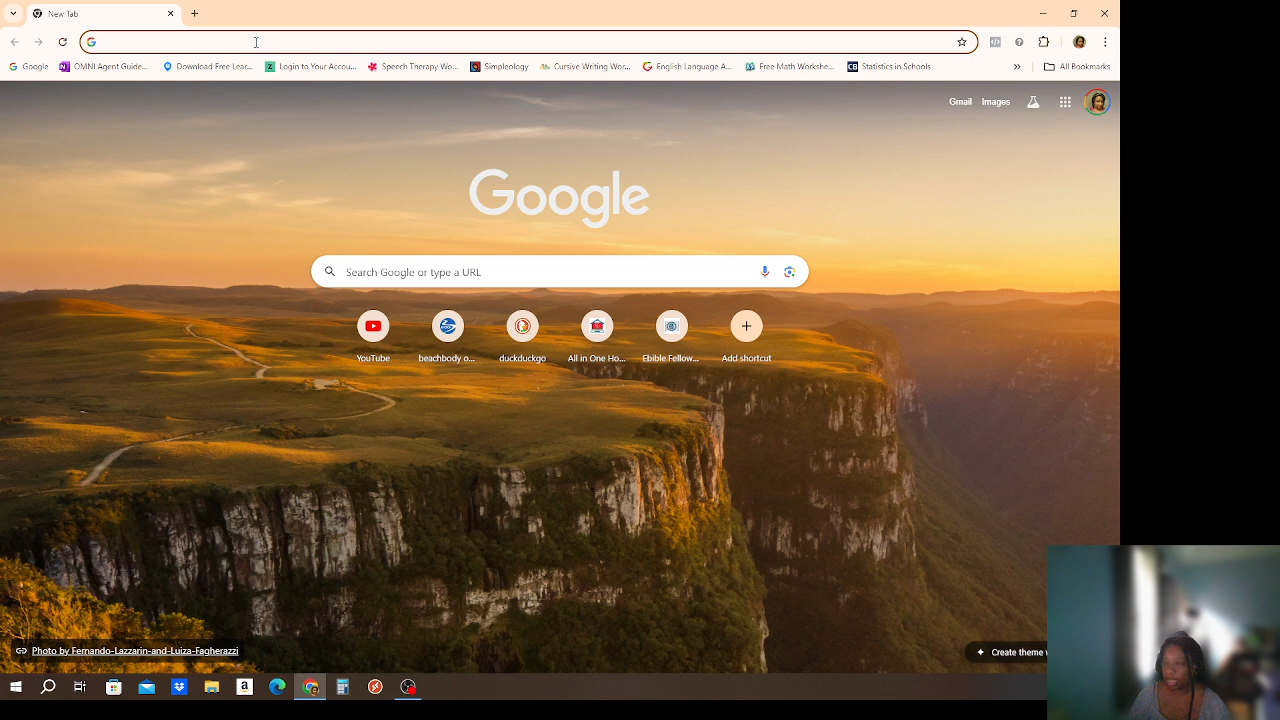 New Tab
Google
OMNI Agent Guide...
Download Free Lear...
Login to Your Accou...
Speech Therapy Wo...
Simpleology
Cursive Writing Wor...
English Language A...
Free Math Workshe...
CB
Statistics in Schools
»
All Bookmarks
Gmail
Images
Google
Search Google or type a URL
YouTube
beachbody o...
duckduckgo
All in One Ho...
Ebible Fellow...
Add shortcut
Photo by Fernando-Lazzarin-and-Luiza-Fagherazzi
Create theme w